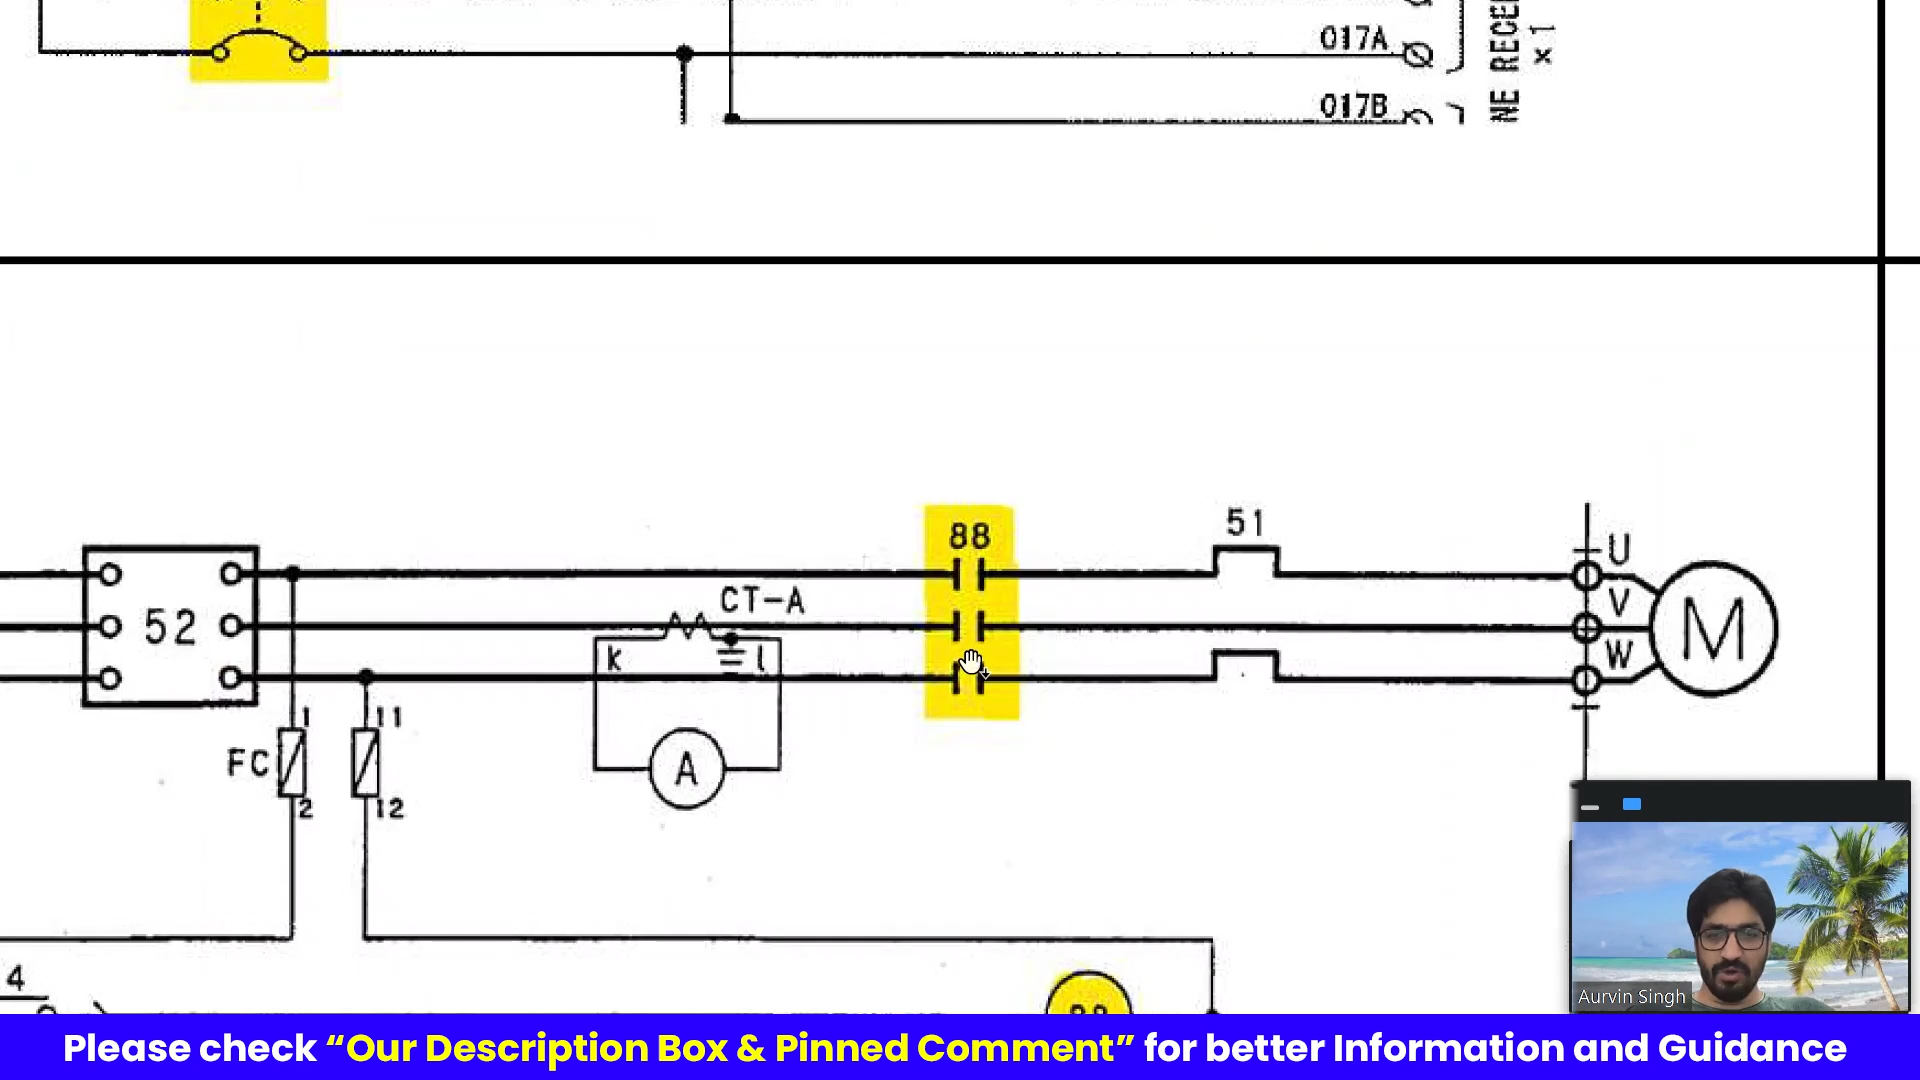 017A
017B
NE RECE
×1
88
51
U
CT-A
V
52
k
l
W
M
1
11
FC
A
2
12
4
88
Aurvin Singh
Please check “Our Description Box & Pinned Comment” for better Information and Guidance